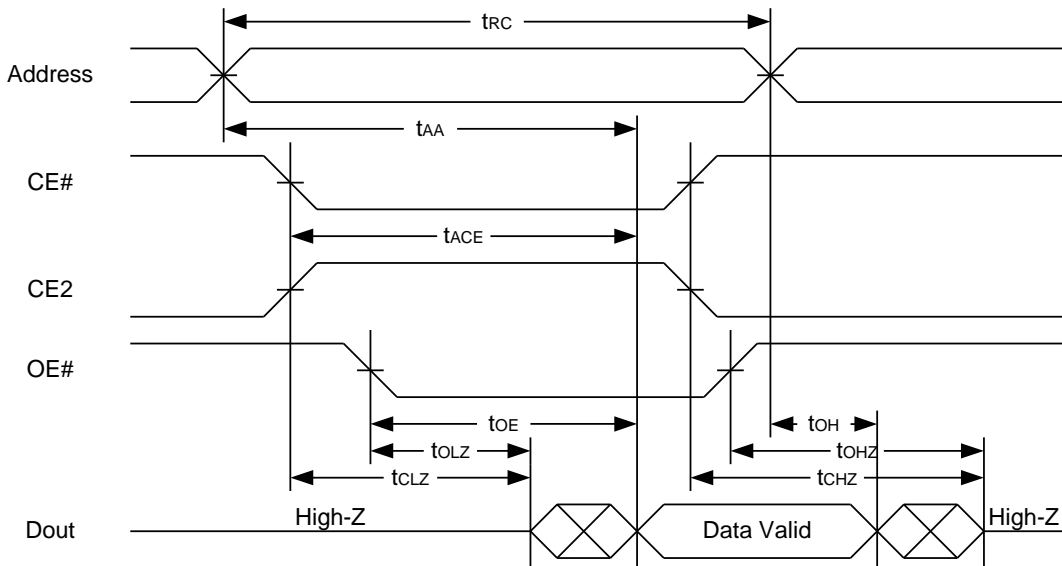 tRC
Address
tAA
CE#
tACE
CE2
OE#
tOE
tOH
tOLZ
tOHZ
tCLZ
tCHZ
Dout
High-Z
Data Valid
High-Z